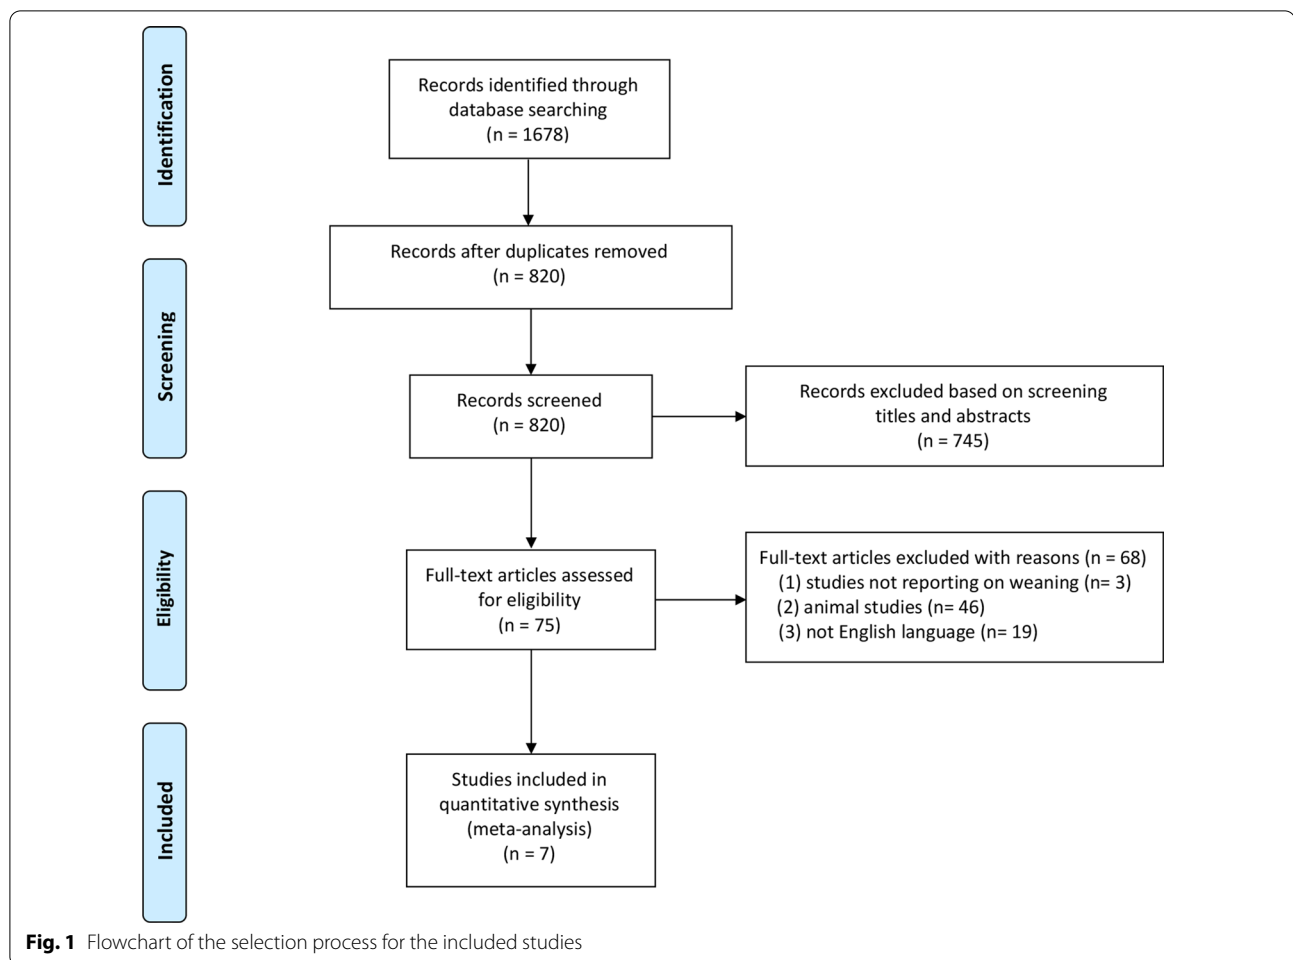 Identification
Records identified through
database searching
(n = 1678)
Records after duplicates removed
(n = 820)
Screening
Records screened
(n = 820)
Records excluded based on screening
titles and abstracts
(n = 745)
Eligibility
Full-text articles assessed
for eligibility
(n = 75)
Full-text articles excluded with reasons (n = 68)
(1) studies not reporting on weaning (n= 3)
(2) animal studies (n= 46)
(3) not English language (n= 19)
Included
Studies included in
quantitative synthesis
(meta-analysis)
(n = 7)
Fig. 1 Flowchart of the selection process for the included studies